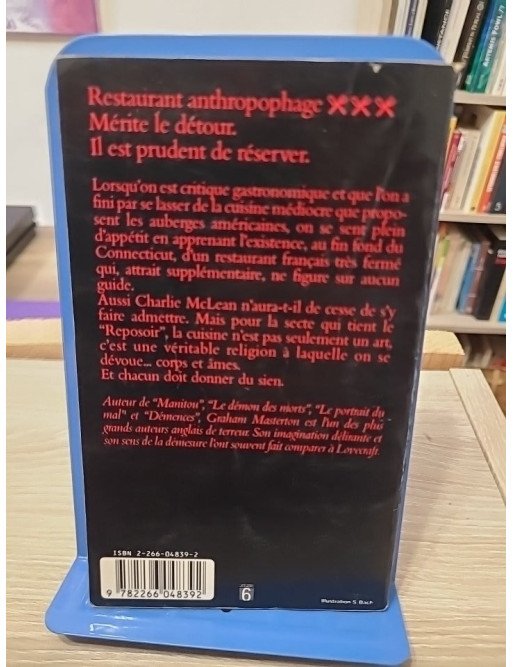 Restaurant anthropophage ✕✕✕
Mérite le détour.
Il est prudent de réserver.
Lorsqu'on est critique gastronomique et que l'on a
fini par se lasser de la cuisine médiocre que propo-
sent les auberges américaines, on se sent plein
d'appétit en apprenant l'existence, au fin fond du
Connecticut, d'un restaurant français très fermé
qui, attrait supplémentaire, ne figure sur aucun
guide.
Aussi Charlie McLean n'aura-t-il de cesse de s'y
faire admettre. Mais pour la secte qui tient le
"Reposoir", la cuisine n'est pas seulement un art,
c'est une véritable religion à laquelle on se
dévoue... corps et âmes.
Et chacun doit donner du sien.
Auteur de "Manitou", "Le démon des morts", "Le portrait du
mal" et "Démences", Graham Masterton est l'un des plus
grands auteurs anglais de terreur. Son imagination délirante et
son sens de la démesure l'ont souvent fait comparer à Lovecraft.
ISBN 2-266-04839-2
9 782266 048392
6
Illustration S. Bach
ARTEMIS FOWL /7